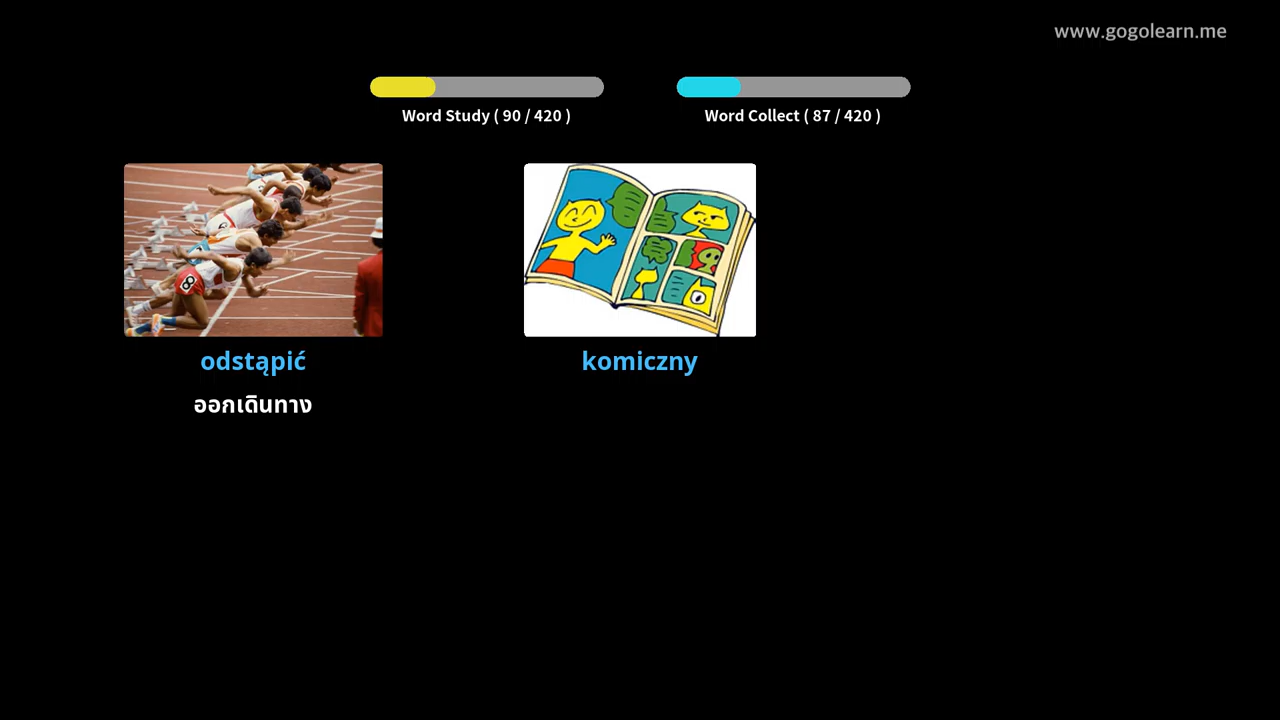 www.gogolearn.me
Word Study ( 90 / 420 )
Word Collect ( 87 / 420 )
8
odstąpić
komiczny
ออกเดินทาง